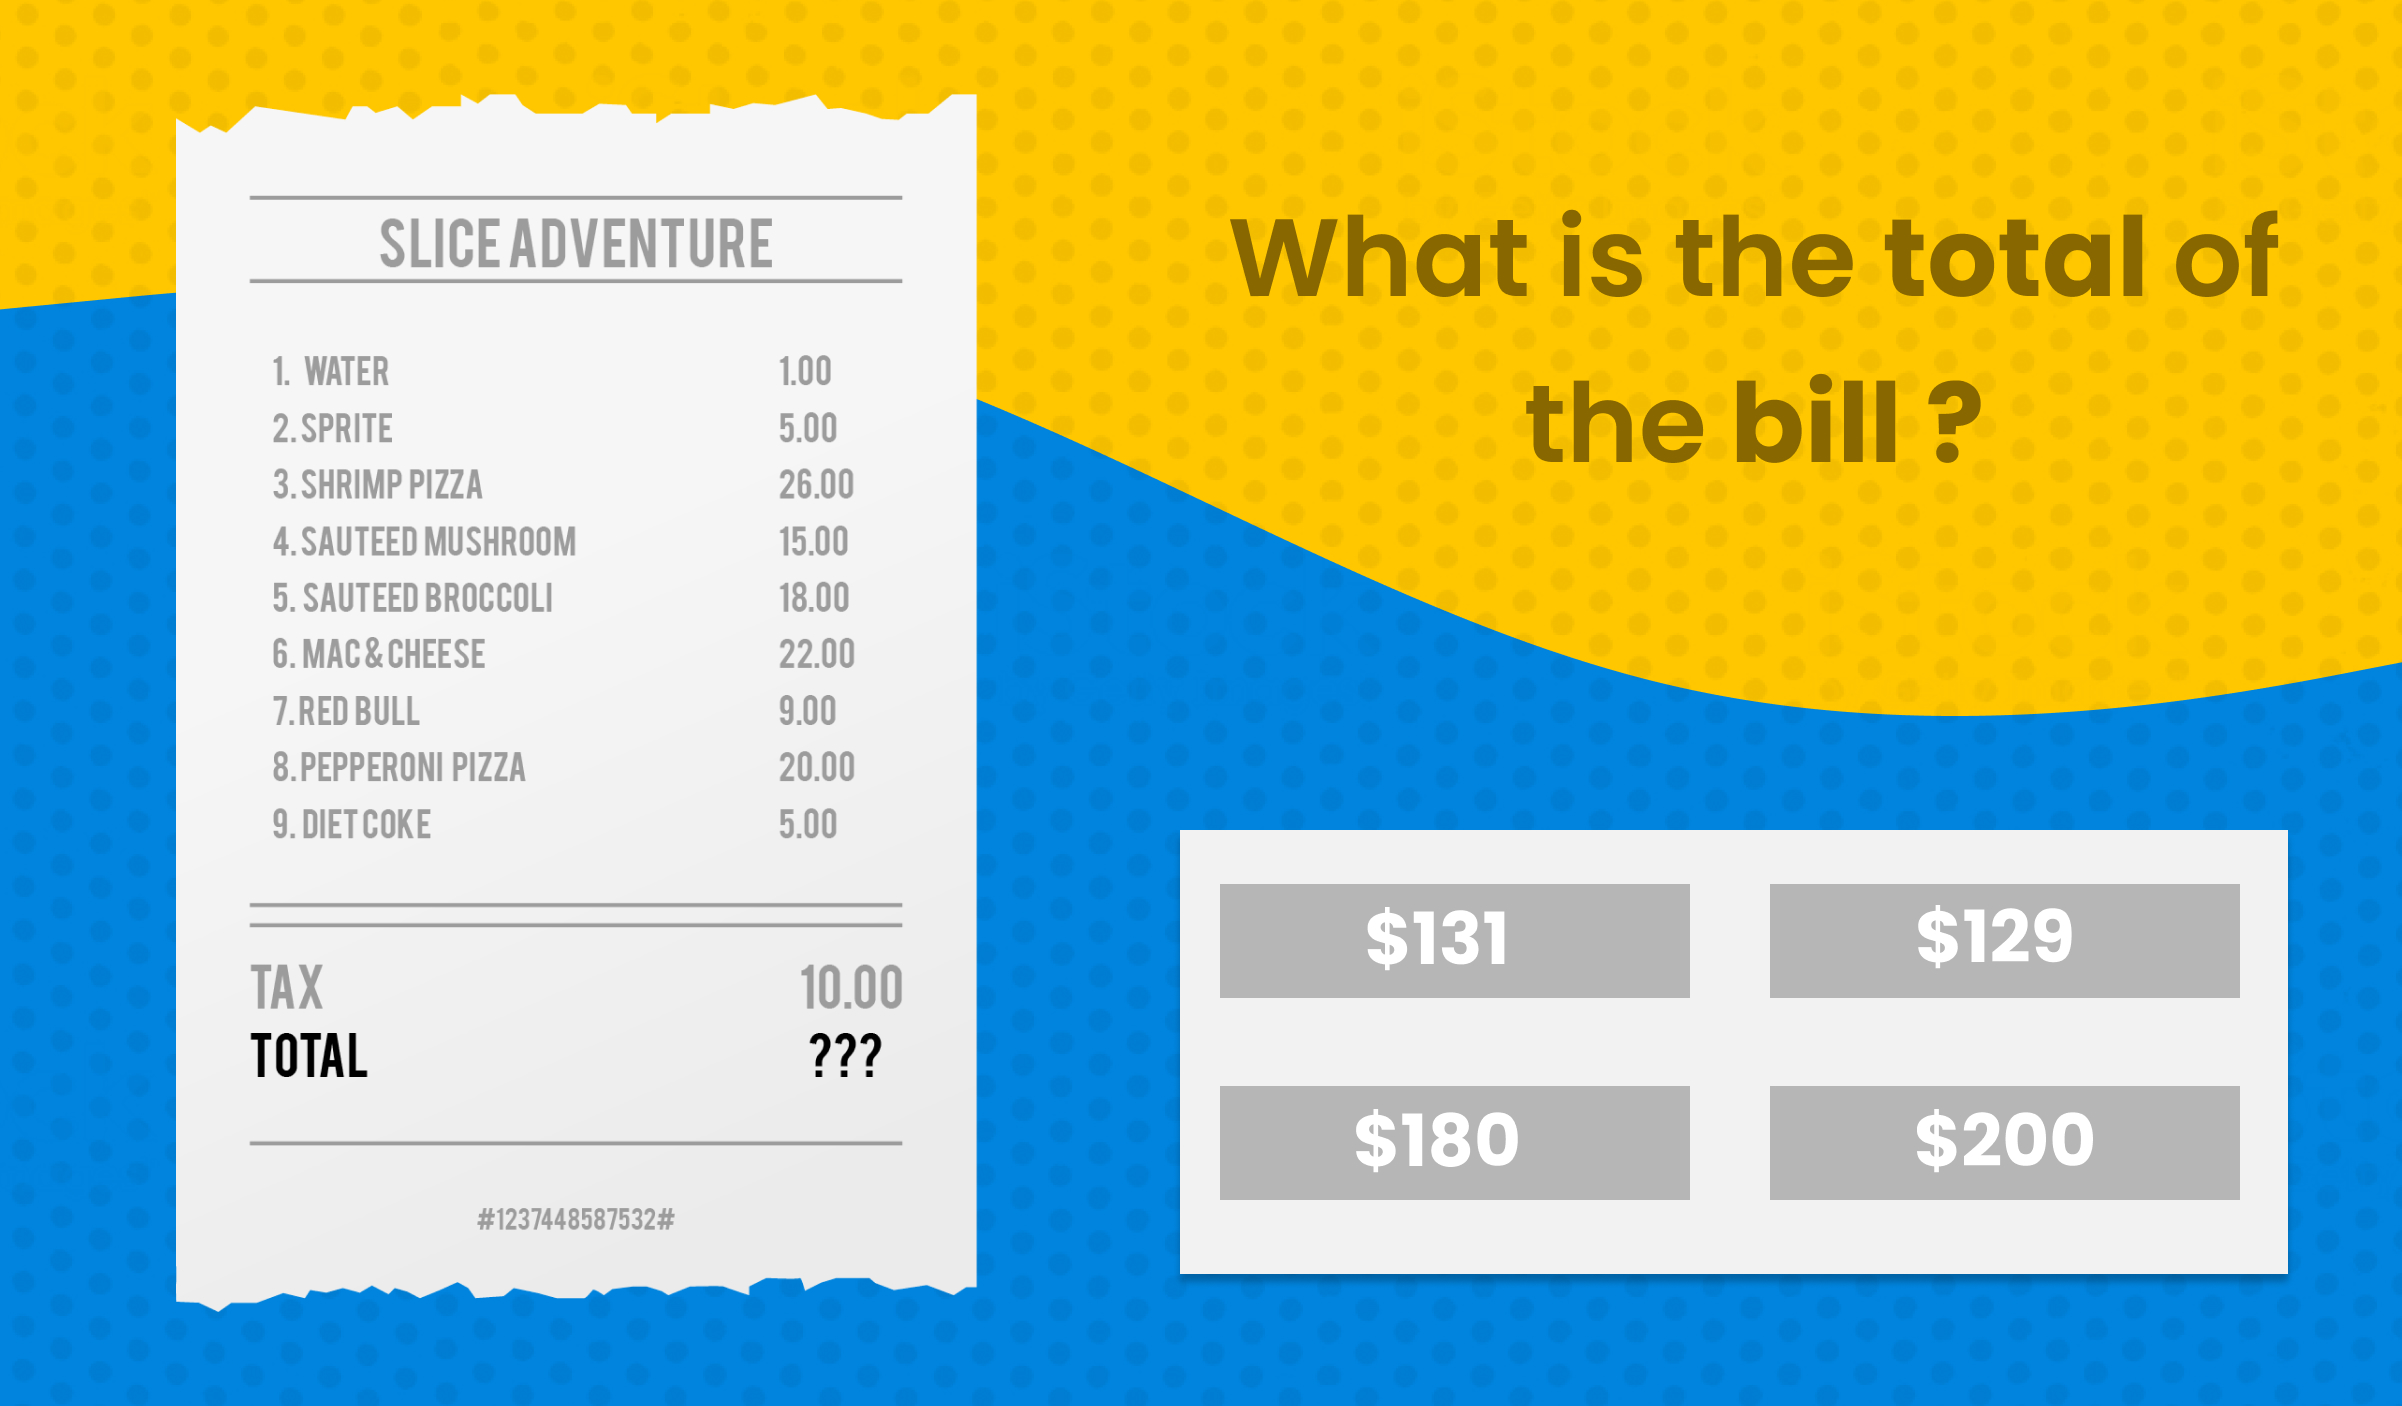 SLICE ADVENTURE
1. WATER 1.00
2. SPRITE 5.00
3. SHRIMP PIZZA 26.00
4. SAUTEED MUSHROOM 15.00
5. SAUTEED BROCCOLI 18.00
6. MAC & CHEESE 22.00
7. RED BULL 9.00
8. PEPPERONI PIZZA 20.00
9. DIET COKE 5.00
TAX 10.00
TOTAL ???
#1237448587532#
What is the total of
the bill ?
$131 $129
$180 $200